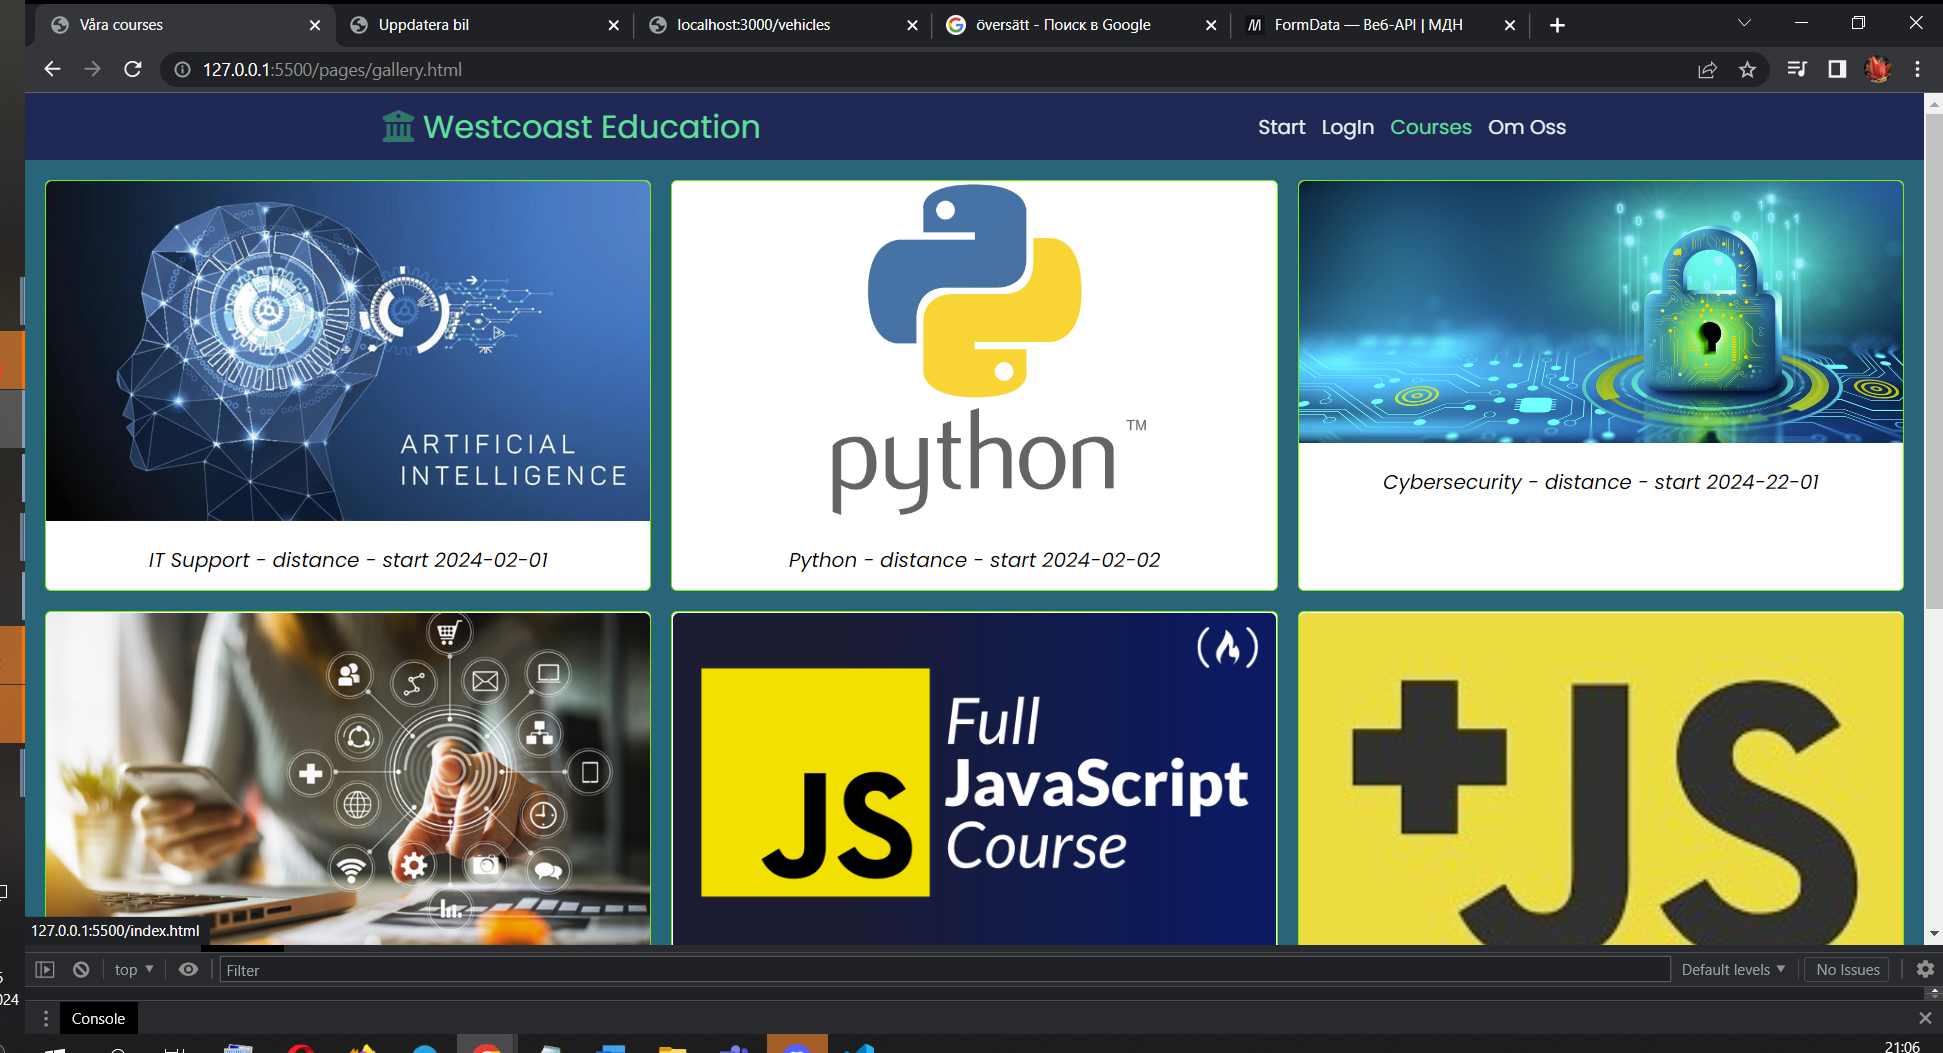 Våra courses
Uppdatera bil
localhost:3000/vehicles
översätt - Поиск в Google
FormData — Веб-API | МДН
127.0.0.1:5500/pages/gallery.html
Westcoast Education
Start LogIn Courses Om Oss
ARTIFICIAL
INTELLIGENCE
python TM
IT Support - distance - start 2024-02-01
Python - distance - start 2024-02-02
Cybersecurity - distance - start 2024-22-01
Full
JavaScript
Course
JS
+JS
127.0.0.1:5500/index.html
top
Filter
Default levels
No Issues
Console
21:06